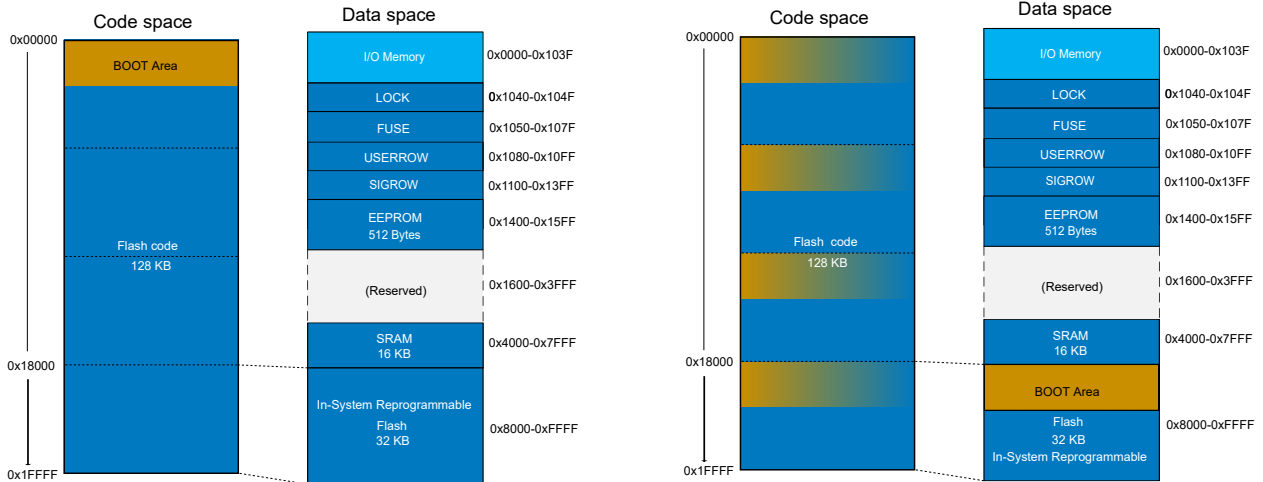 Code space
0x00000
BOOT Area
Flash code
128 KB
0x18000
0x1FFFF
Data space
I/O Memory
0x0000-0x103F
LOCK
0x1040-0x104F
FUSE
0x1050-0x107F
USERROW
0x1080-0x10FF
SIGROW
0x1100-0x13FF
EEPROM
512 Bytes
0x1400-0x15FF
(Reserved)
0x1600-0x3FFF
SRAM
16 KB
0x4000-0x7FFF
In-System Reprogrammable
Flash
32 KB
0x8000-0xFFFF
Code space
0x00000
Flash code
128 KB
0x18000
0x1FFFF
Data space
I/O Memory
0x0000-0x103F
LOCK
0x1040-0x104F
FUSE
0x1050-0x107F
USERROW
0x1080-0x10FF
SIGROW
0x1100-0x13FF
EEPROM
512 Bytes
0x1400-0x15FF
(Reserved)
0x1600-0x3FFF
SRAM
16 KB
0x4000-0x7FFF
BOOT Area
Flash
32 KB
In-System Reprogrammable
0x8000-0xFFFF